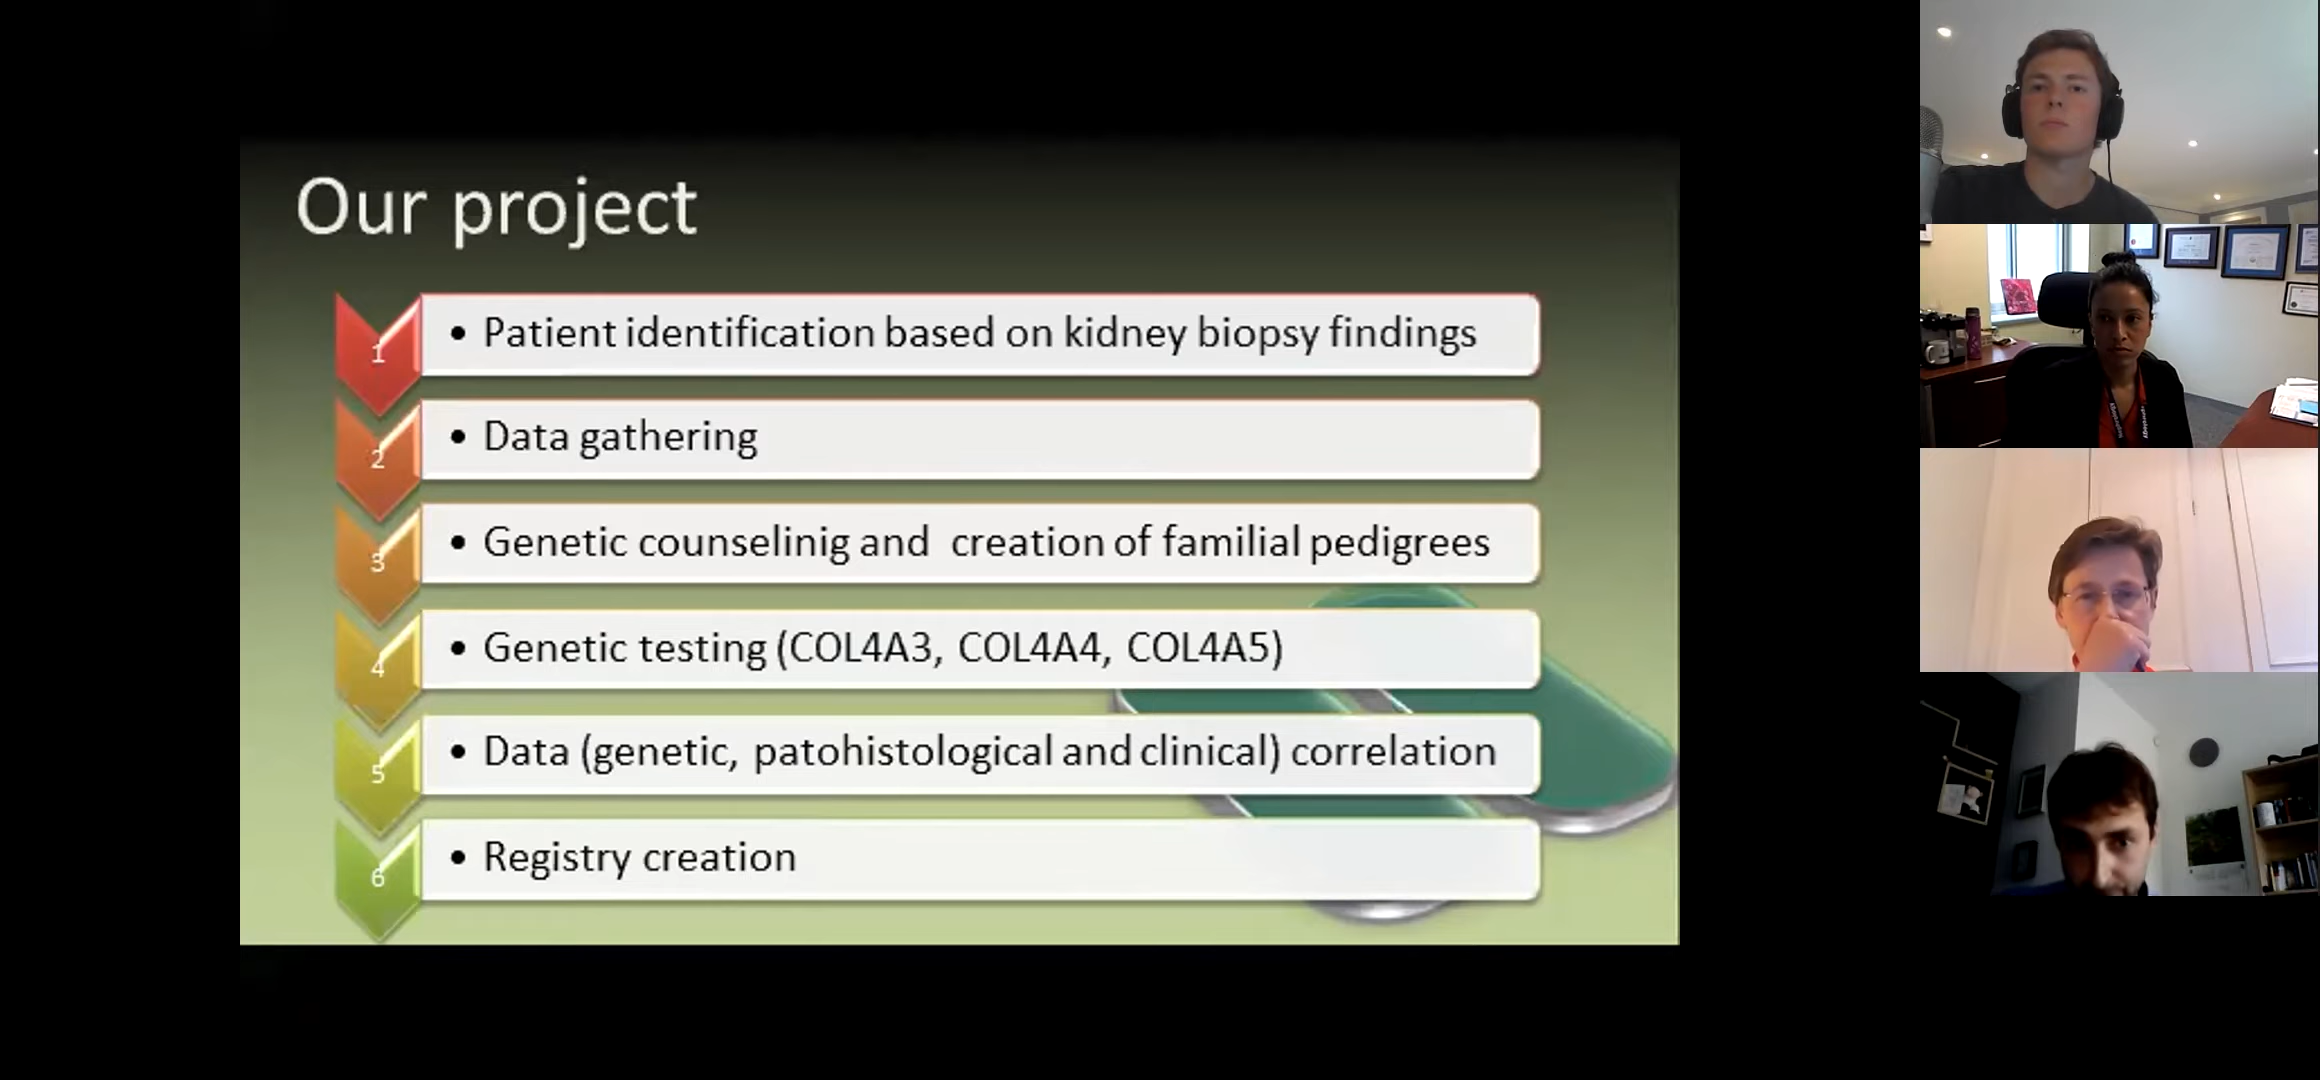 Our project
1
• Patient identification based on kidney biopsy findings
2
• Data gathering
3
• Genetic counselinig and creation of familial pedigrees
4
• Genetic testing (COL4A3, COL4A4, COL4A5)
5
• Data (genetic, patohistological and clinical) correlation
6
• Registry creation